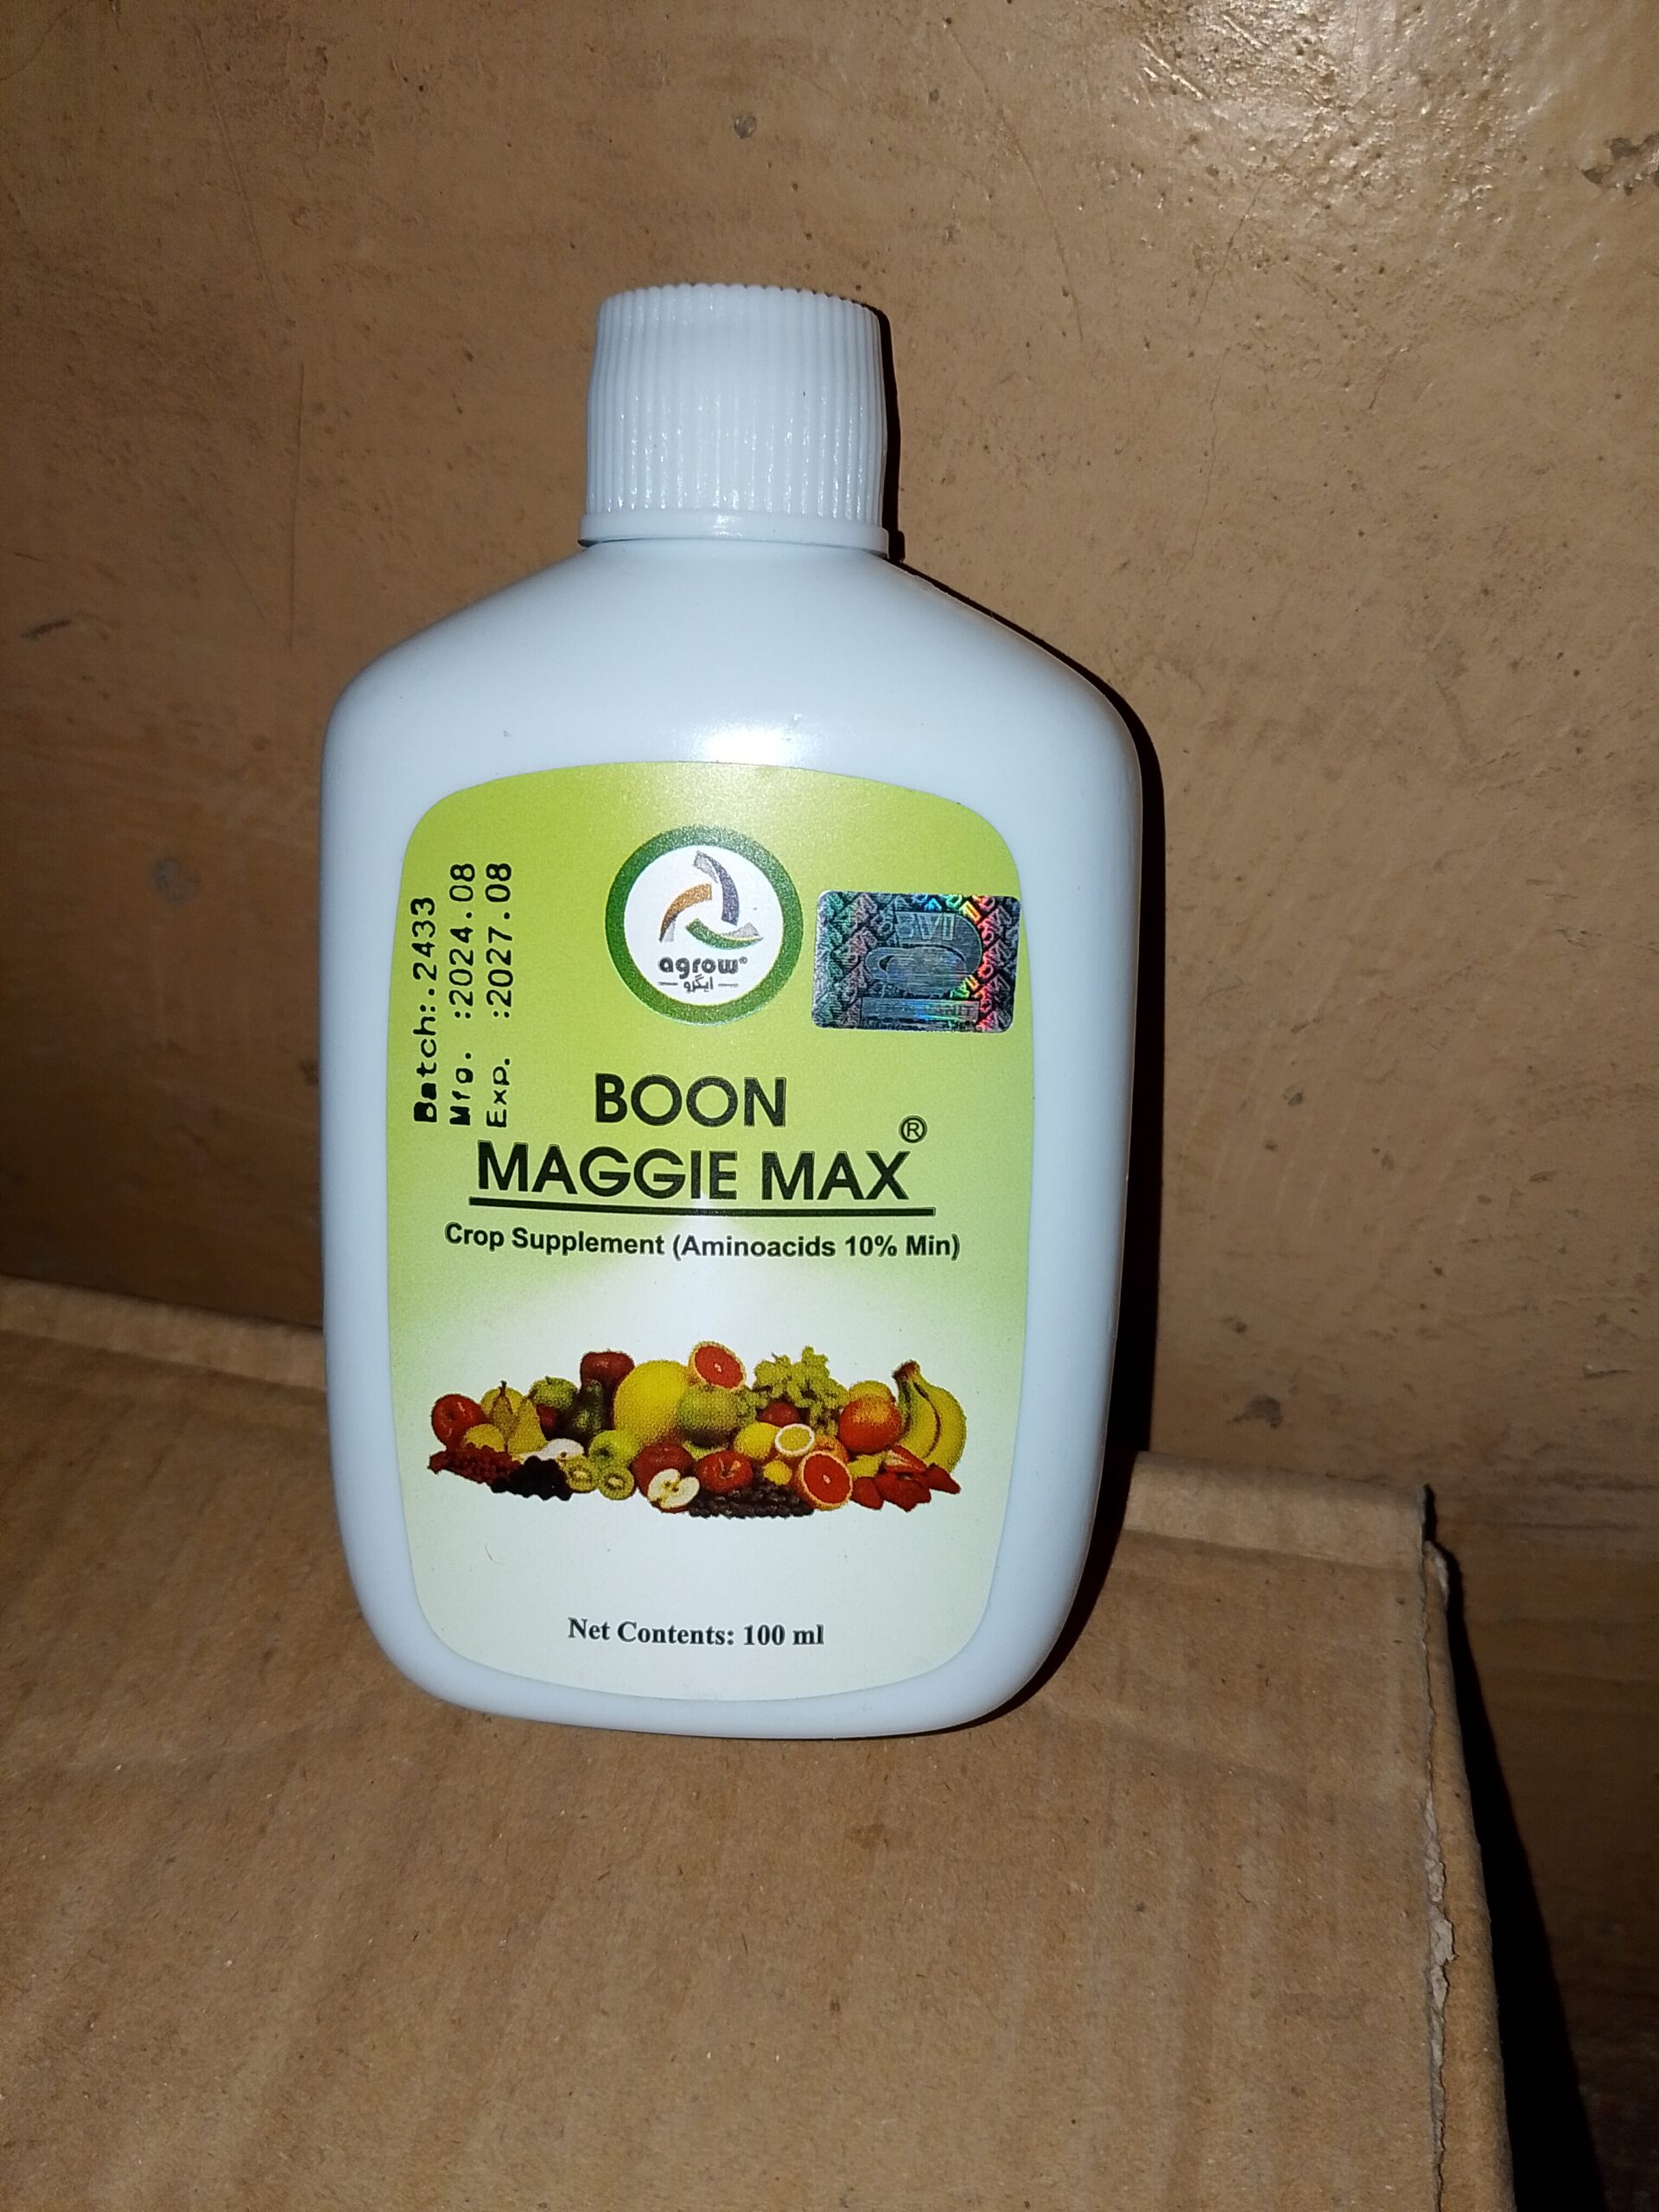 Batch:.2433
Mfg. :2024.08
Exp. :2027.08
agrow®
ایگرو
BOON
MAGGIE MAX®
Crop Supplement (Aminoacids 10% Min)
Net Contents: 100 ml